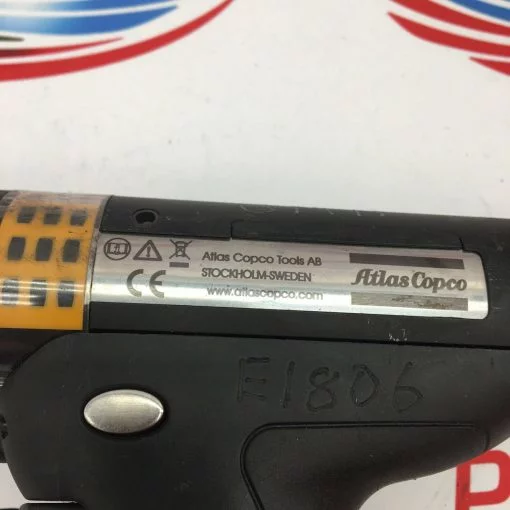 Atlas Copco Tools AB
STOCKHOLM-SWEDEN
www.atlascopco.com
CE
Atlas Copco
E1806
P